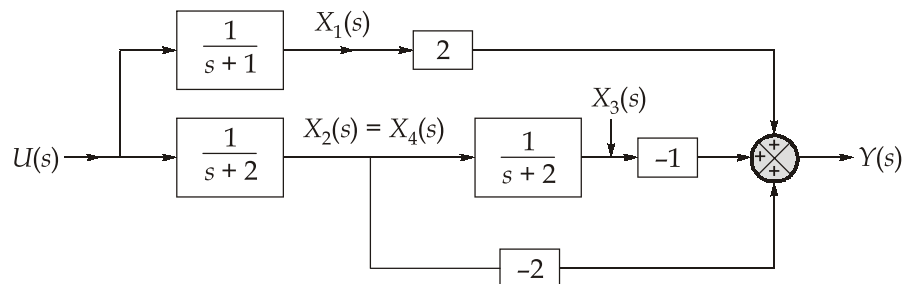 X₁(s)
1
s + 1
2
X₃(s)
U(s)
1
s + 2
X₂(s) = X₄(s)
1
s + 2
–1
+
+
+
Y(s)
–2